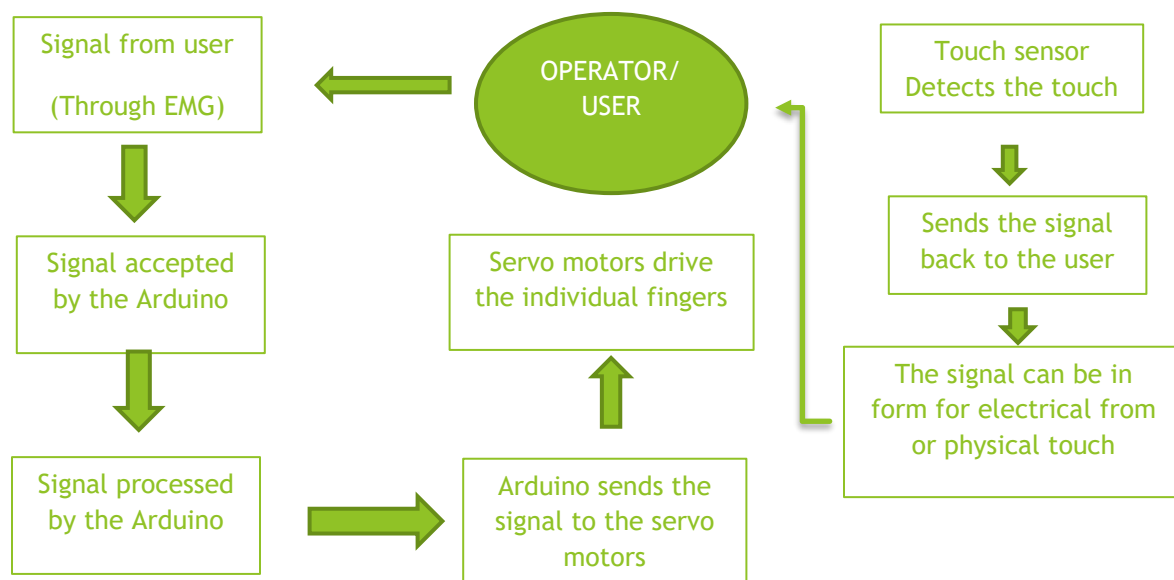 Signal from user
(Through EMG)
OPERATOR/
USER
Touch sensor
Detects the touch
Signal accepted
by the Arduino
Servo motors drive
the individual fingers
Sends the signal
back to the user
The signal can be in
form for electrical from
or physical touch
Signal processed
by the Arduino
Arduino sends the
signal to the servo
motors